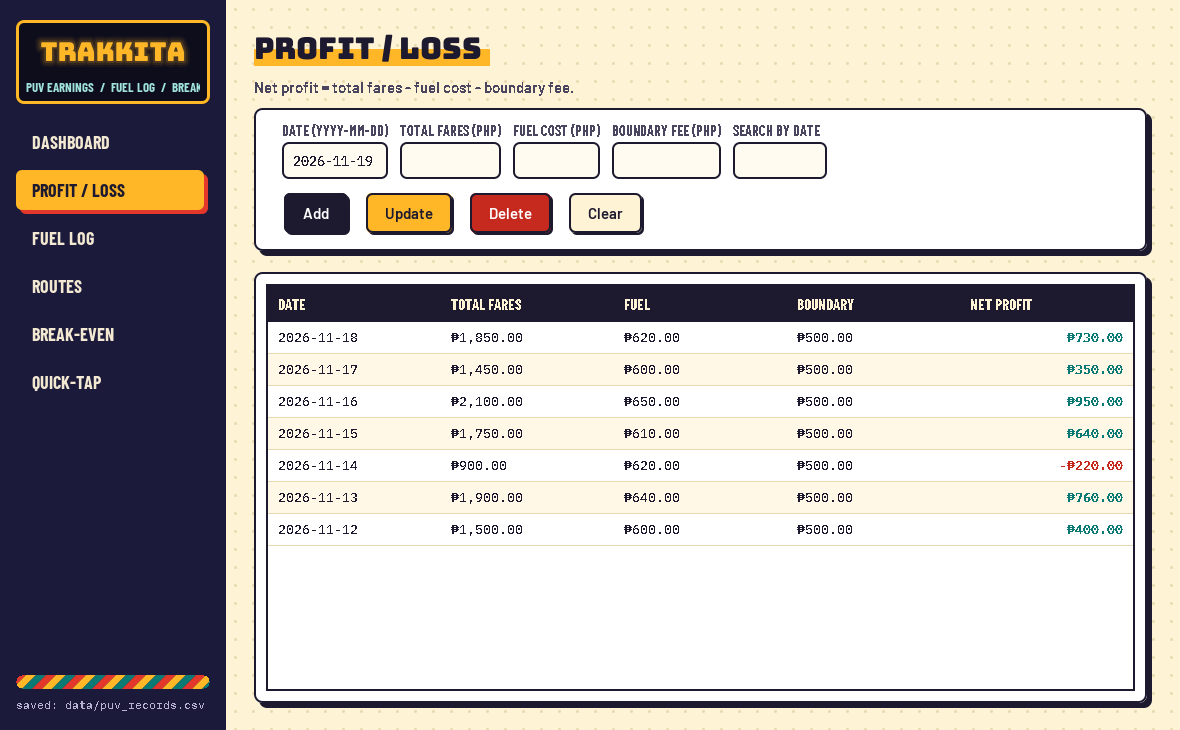 TRAKKITA
PUV EARNINGS / FUEL LOG / BREAK
DASHBOARD
PROFIT / LOSS
FUEL LOG
ROUTES
BREAK-EVEN
QUICK-TAP
saved: data/puv_records.csv
PROFIT / LOSS
Net profit = total fares - fuel cost - boundary fee.
DATE (YYYY-MM-DD) TOTAL FARES (PHP) FUEL COST (PHP) BOUNDARY FEE (PHP) SEARCH BY DATE
2026-11-19
Add Update Delete Clear
DATE TOTAL FARES FUEL BOUNDARY NET PROFIT
2026-11-18 ₱1,850.00 ₱620.00 ₱500.00 ₱730.00
2026-11-17 ₱1,450.00 ₱600.00 ₱500.00 ₱350.00
2026-11-16 ₱2,100.00 ₱650.00 ₱500.00 ₱950.00
2026-11-15 ₱1,750.00 ₱610.00 ₱500.00 ₱640.00
2026-11-14 ₱900.00 ₱620.00 ₱500.00 -₱220.00
2026-11-13 ₱1,900.00 ₱640.00 ₱500.00 ₱760.00
2026-11-12 ₱1,500.00 ₱600.00 ₱500.00 ₱400.00